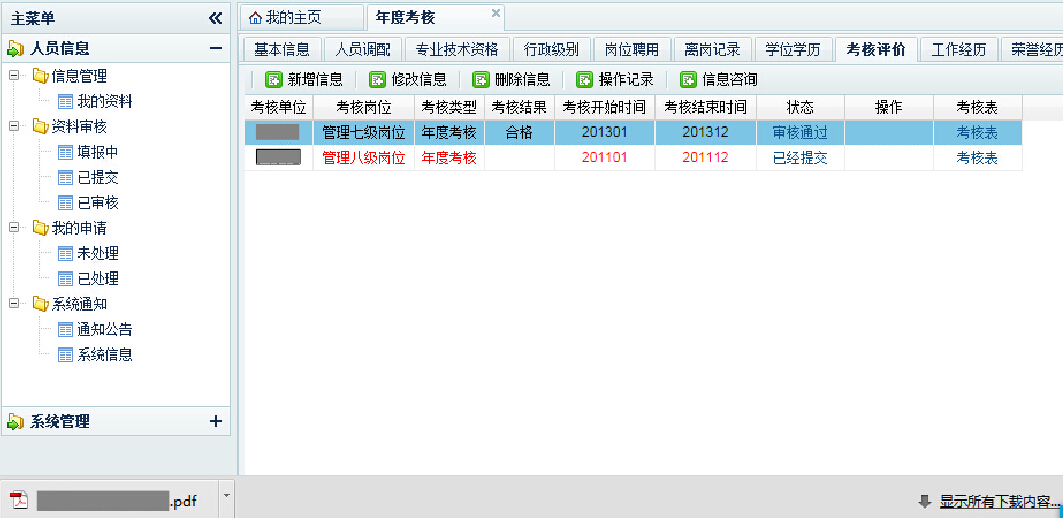 主菜单
人员信息
信息管理
我的资料
资料审核
填报中
已提交
已审核
我的申请
未处理
已处理
系统通知
通知公告
系统信息
系统管理
我的主页 年度考核
基本信息 人员调配 专业技术资格 行政级别 岗位聘用 离岗记录 学位学历 考核评价 工作经历 荣誉经历
新增信息 修改信息 删除信息 操作记录 信息咨询
考核单位 考核岗位 考核类型 考核结果 考核开始时间 考核结束时间 状态 操作 考核表
管理七级岗位 年度考核 合格 201301 201312 审核通过 考核表
管理八级岗位 年度考核 201101 201112 已经提交 考核表
.pdf 显示所有下载内容...